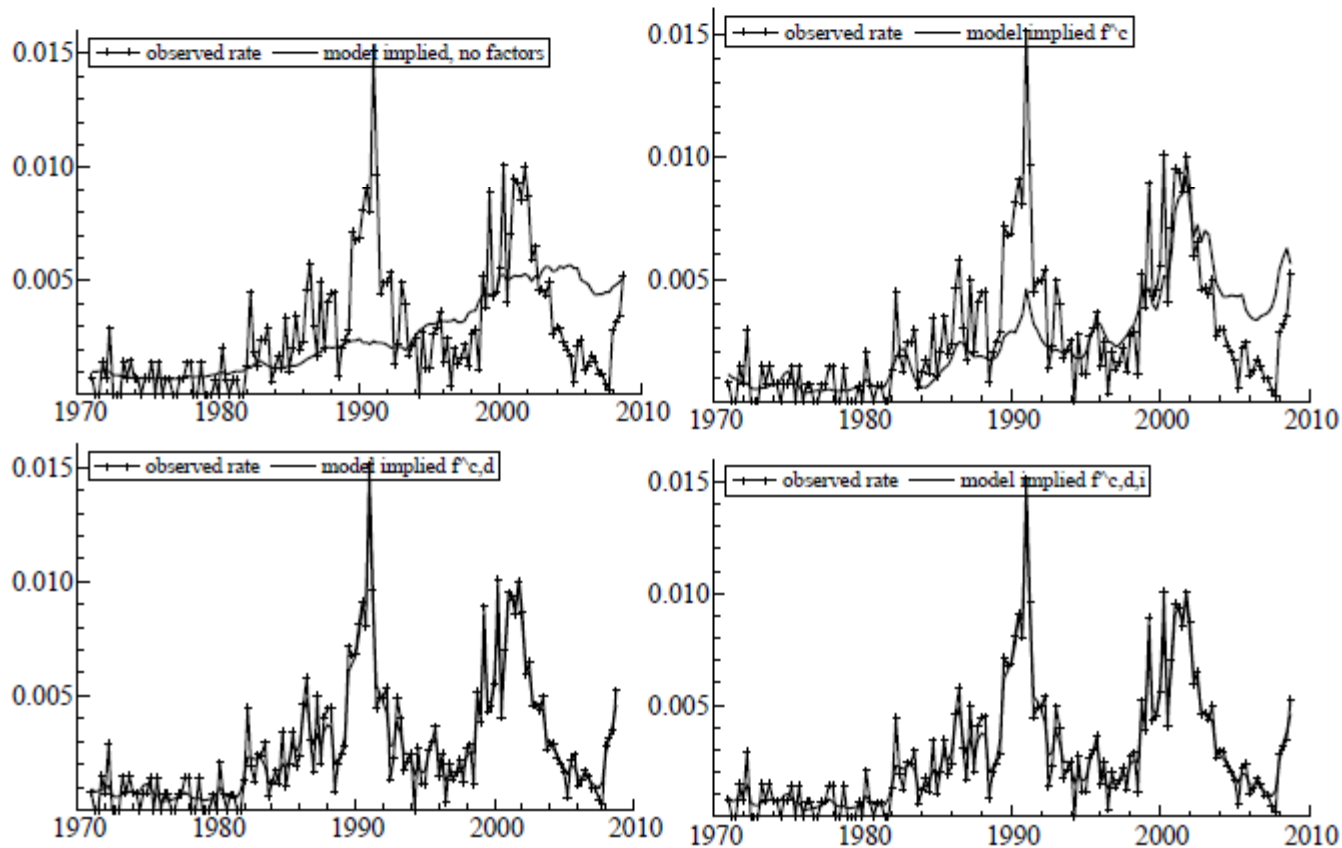 observed rate model implied, no factors
0.015
0.010
0.005
1970 1980 1990 2000 2010
observed rate model implied f^c
0.015
0.010
0.005
1970 1980 1990 2000 2010
observed rate model implied f^c,d
0.015
0.010
0.005
1970 1980 1990 2000 2010
observed rate model implied f^c,d,i
0.015
0.010
0.005
1970 1980 1990 2000 2010